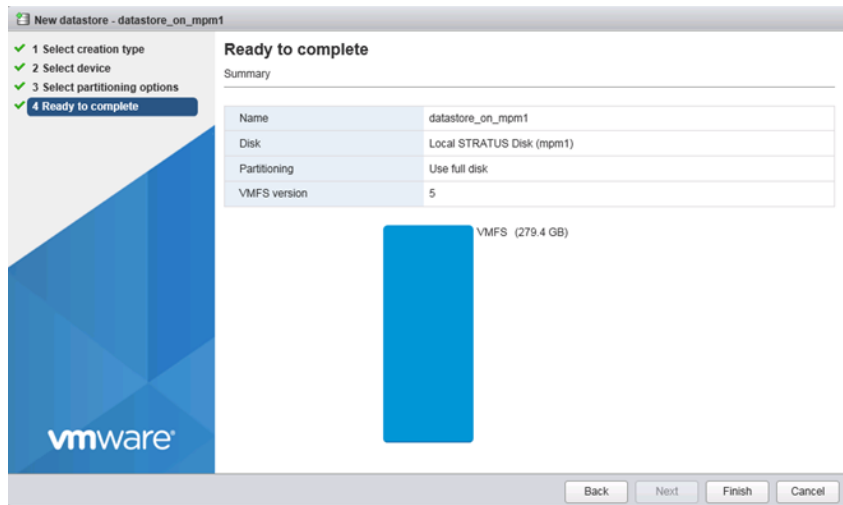 New datastore - datastore_on_mpm1
1 Select creation type
2 Select device
3 Select partitioning options
4 Ready to complete
Ready to complete
Summary
Name datastore_on_mpm1
Disk Local STRATUS Disk (mpm1)
Partitioning Use full disk
VMFS version 5
VMFS (279.4 GB)
vmware
Back Next Finish Cancel